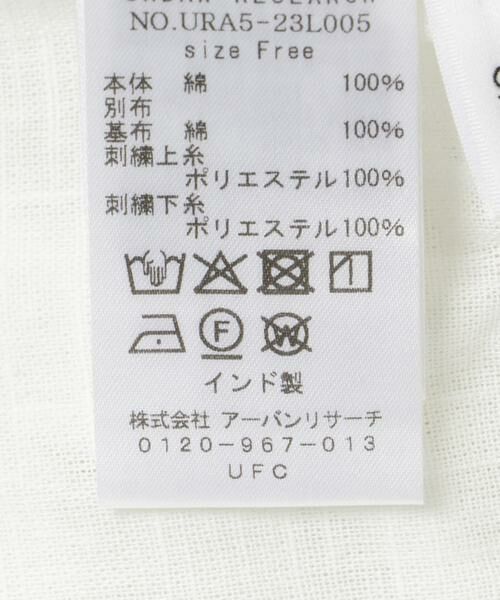 NO.URA5-23L005
size Free
本体 綿 100%
別布
基布 綿 100%
刺繍上糸
ポリエステル100%
刺繍下糸
ポリエステル100%
F W
インド製
株式会社 アーバンリサーチ
0120-967-013
UFC